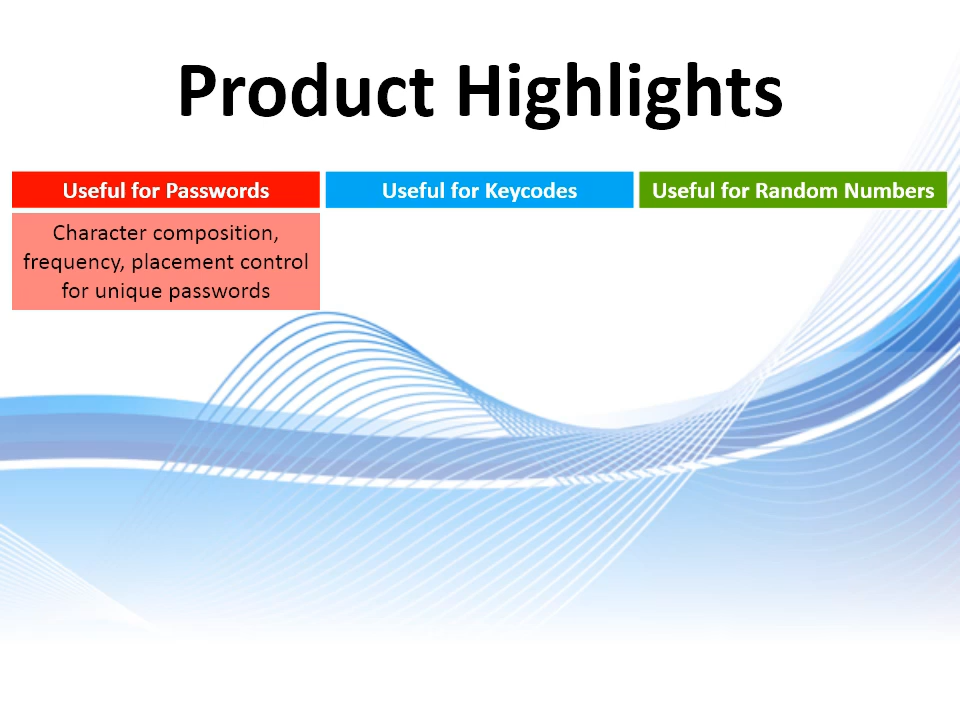 Product Highlights
Useful for Passwords
Useful for Keycodes
Useful for Random Numbers
Character composition,
frequency, placement control
for unique passwords